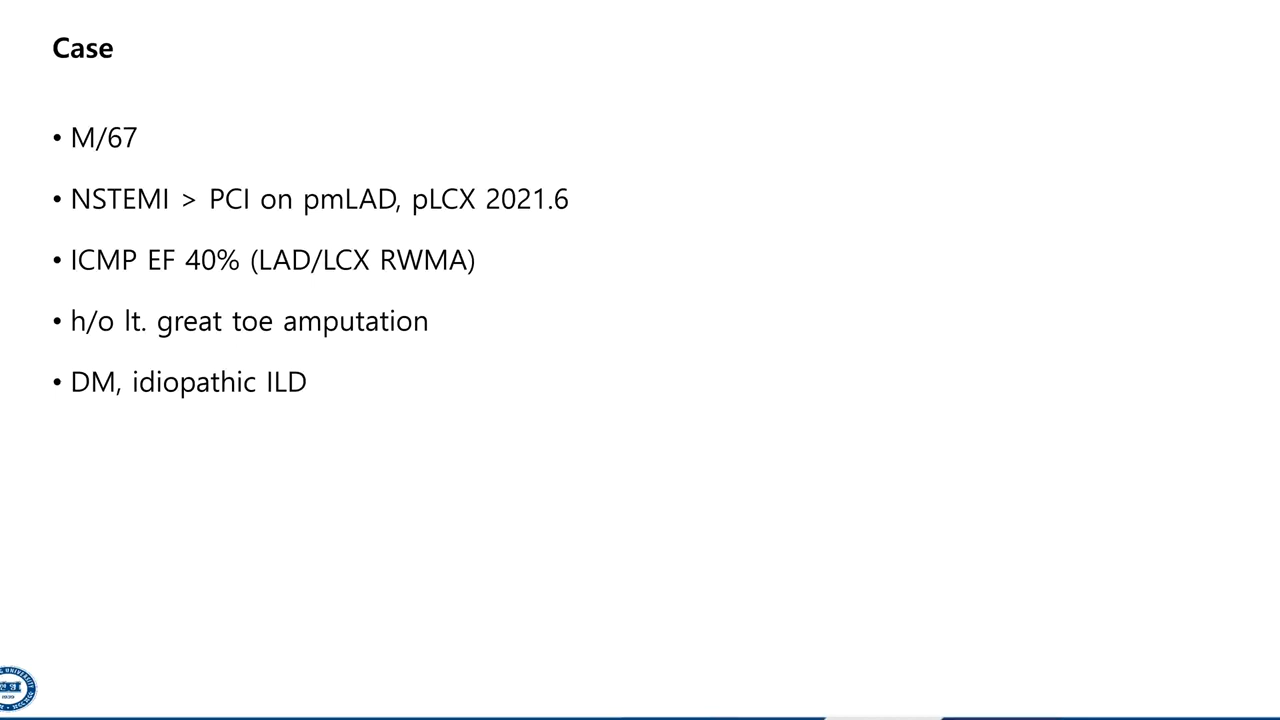 Case
• M/67
• NSTEMI > PCI on pmLAD, pLCX 2021.6
• ICMP EF 40% (LAD/LCX RWMA)
• h/o lt. great toe amputation
• DM, idiopathic ILD
1939